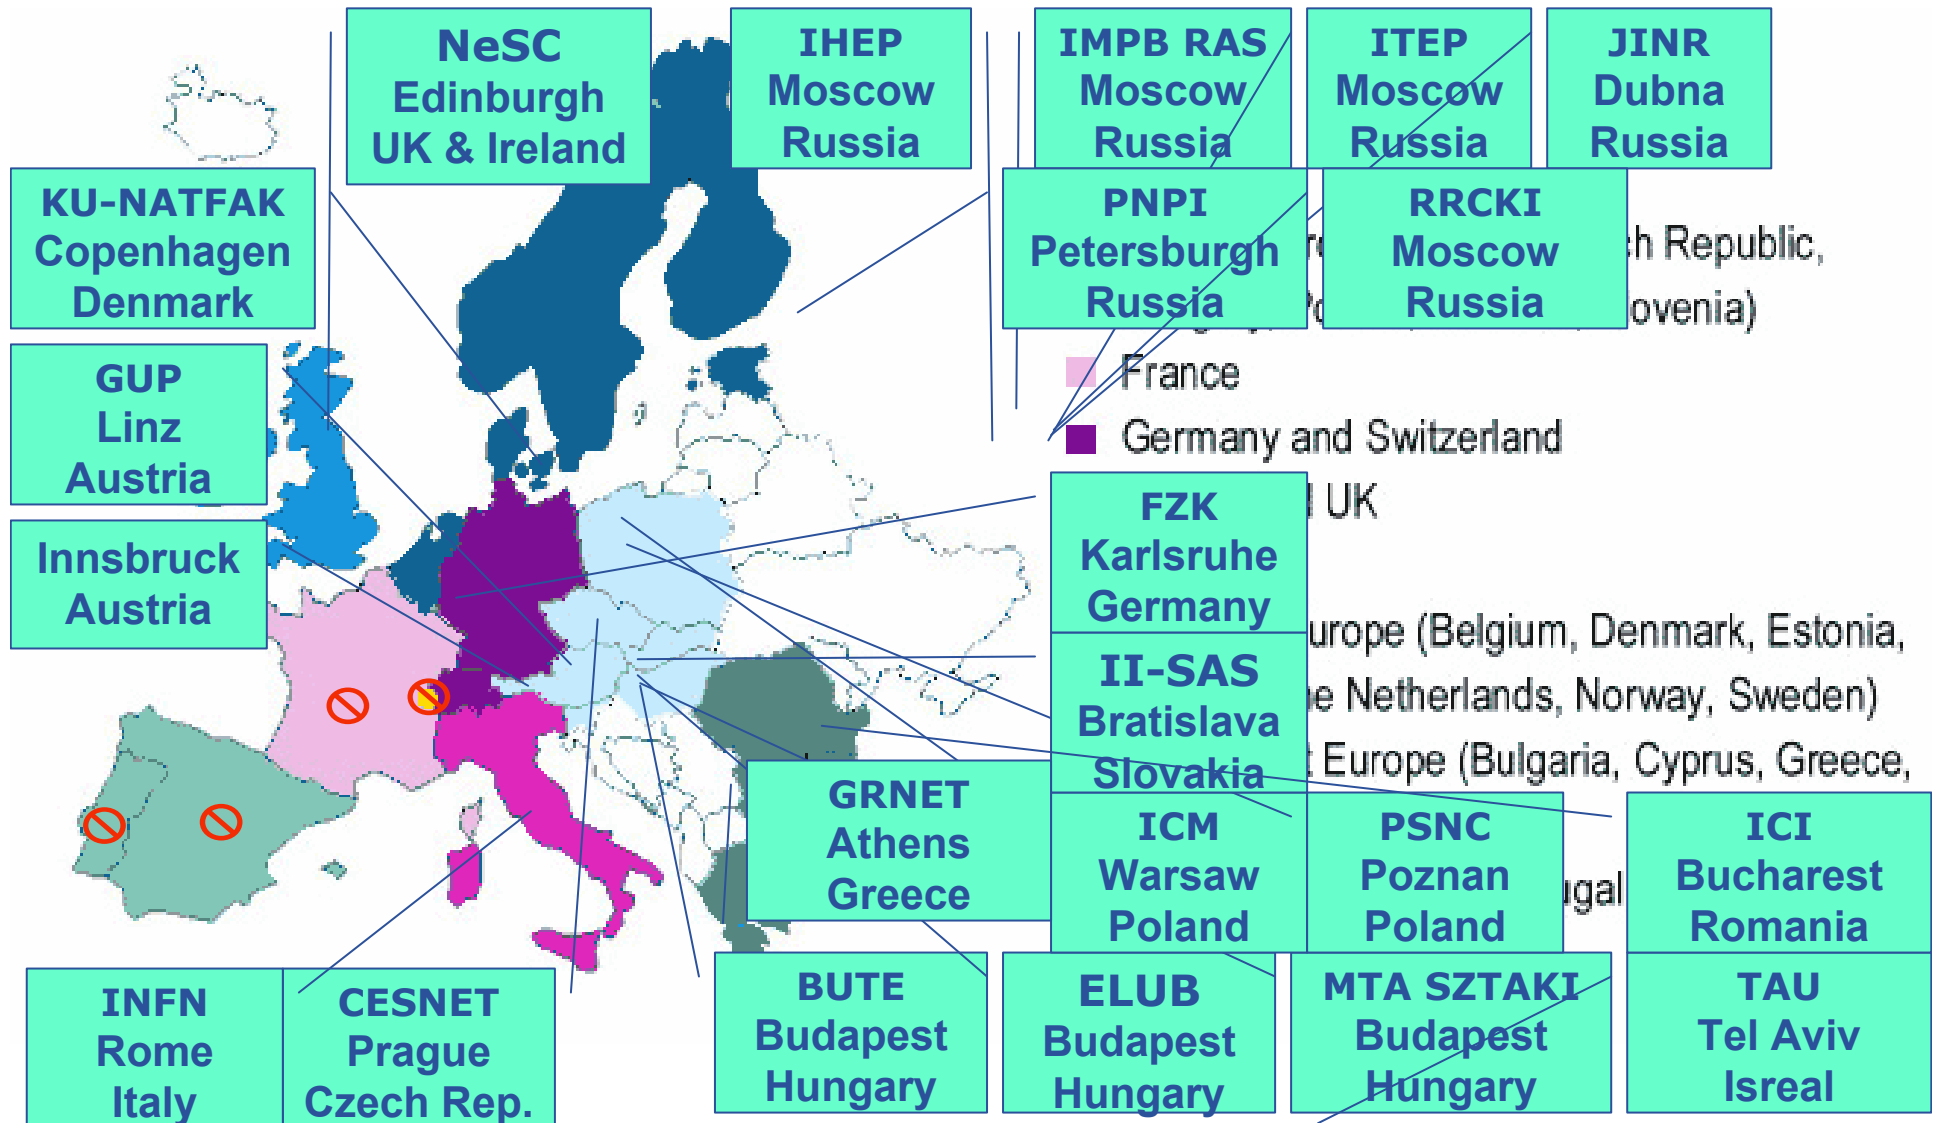 NeSC
Edinburgh
UK & Ireland
IHEP
Moscow
Russia
IMPB RAS
Moscow
Russia
ITEP
Moscow
Russia
JINR
Dubna
Russia
KU-NATFAK
Copenhagen
Denmark
PNPI
Petersburgh
Russia
RRCKI
Moscow
Russia
Republic,
France
Germany and Switzerland
UK
GUP
Linz
Austria
Innsbruck
Austria
FZK
Karlsruhe
Germany
(Belgium, Denmark, Estonia,
Netherlands, Norway, Sweden)
Europe (Bulgaria, Cyprus, Greece,
II-SAS
Bratislava
Slovakia
GRNET
Athens
Greece
ICM
Warsaw
Poland
PSNC
Poznan
Poland
ICI
Bucharest
Romania
INFN
Rome
Italy
CESNET
Prague
Czech Rep.
BUTE
Budapest
Hungary
ELUB
Budapest
Hungary
MTA SZTAKI
Budapest
Hungary
TAU
Tel Aviv
Isreal